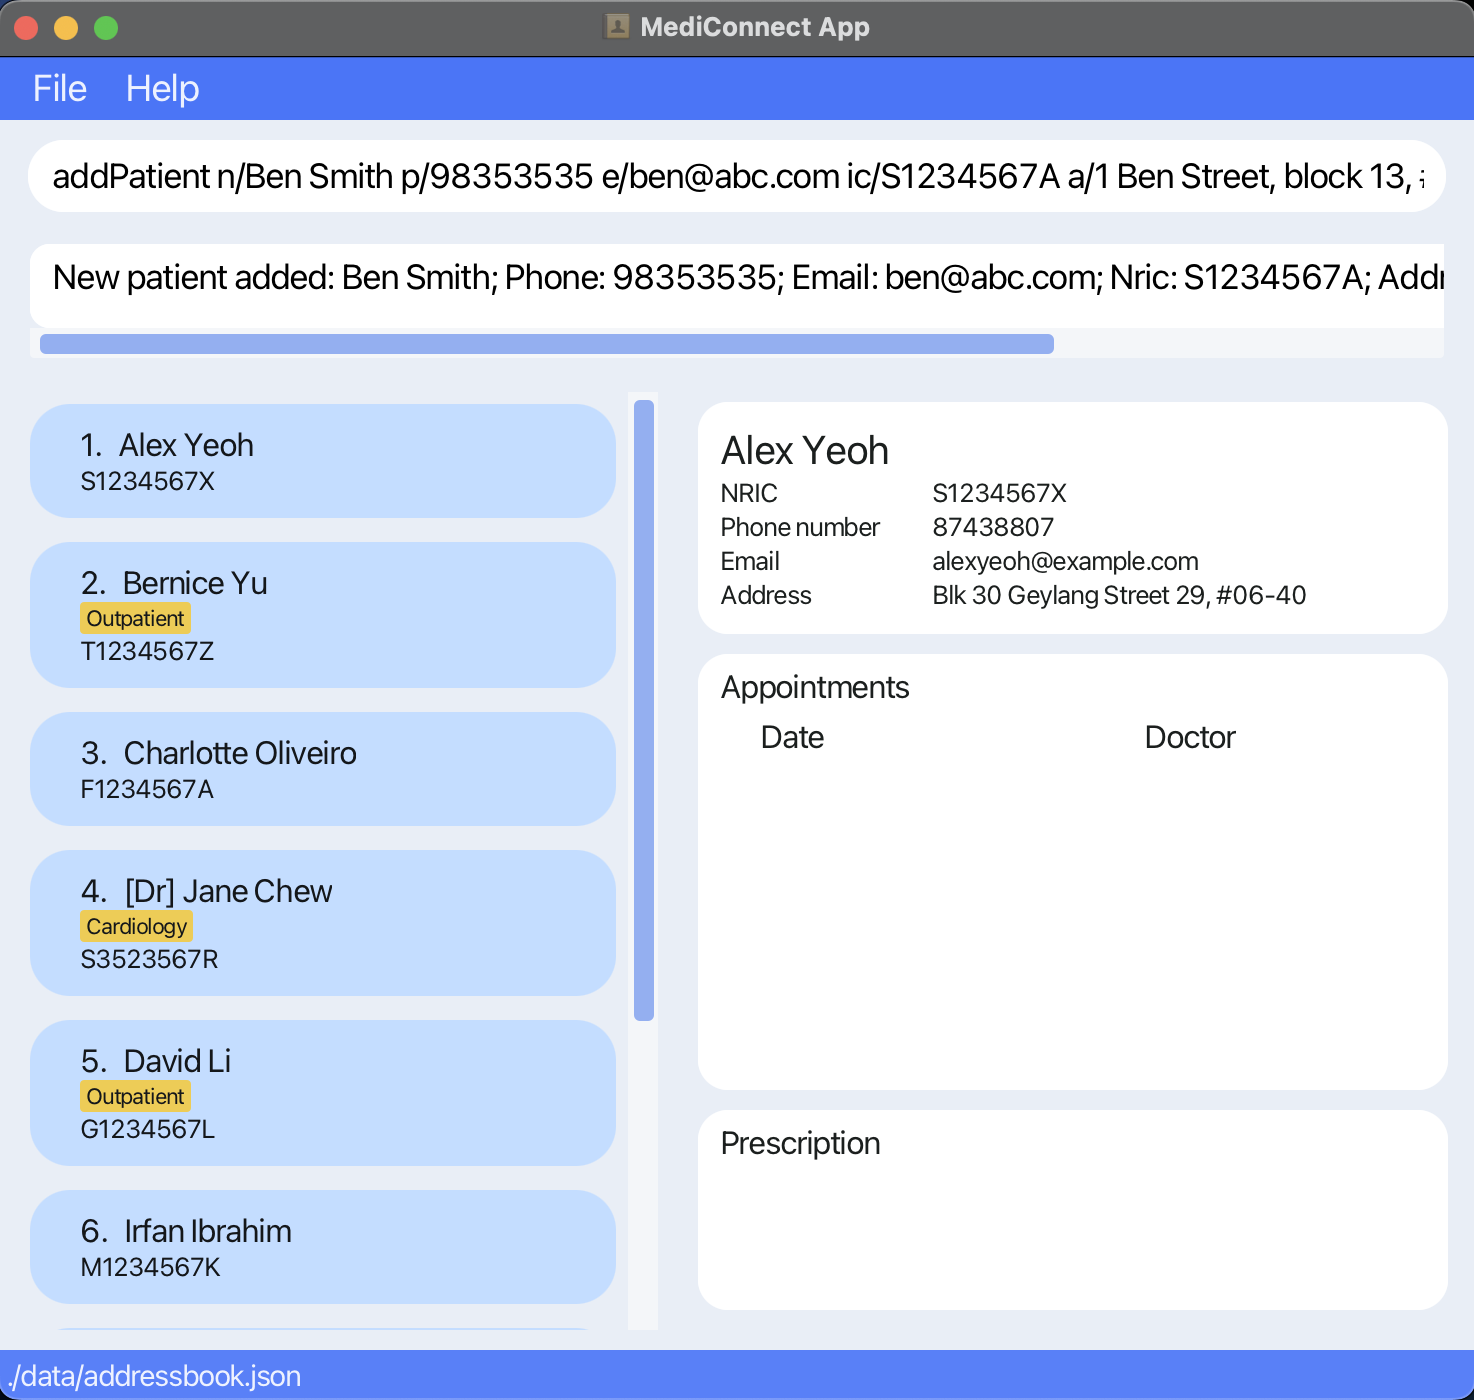 MediConnect App
File Help
addPatient n/Ben Smith p/98353535 e/ben@abc.com ic/S1234567A a/1 Ben Street, block 13,
New patient added: Ben Smith; Phone: 98353535; Email: ben@abc.com; Nric: S1234567A; Addr
1. Alex Yeoh
S1234567X
2. Bernice Yu
Outpatient
T1234567Z
3. Charlotte Oliveiro
F1234567A
4. [Dr] Jane Chew
Cardiology
S3523567R
5. David Li
Outpatient
G1234567L
6. Irfan Ibrahim
M1234567K
Alex Yeoh
NRIC S1234567X
Phone number 87438807
Email alexyeoh@example.com
Address Blk 30 Geylang Street 29, #06-40
Appointments
Date Doctor
Prescription
./data/addressbook.json